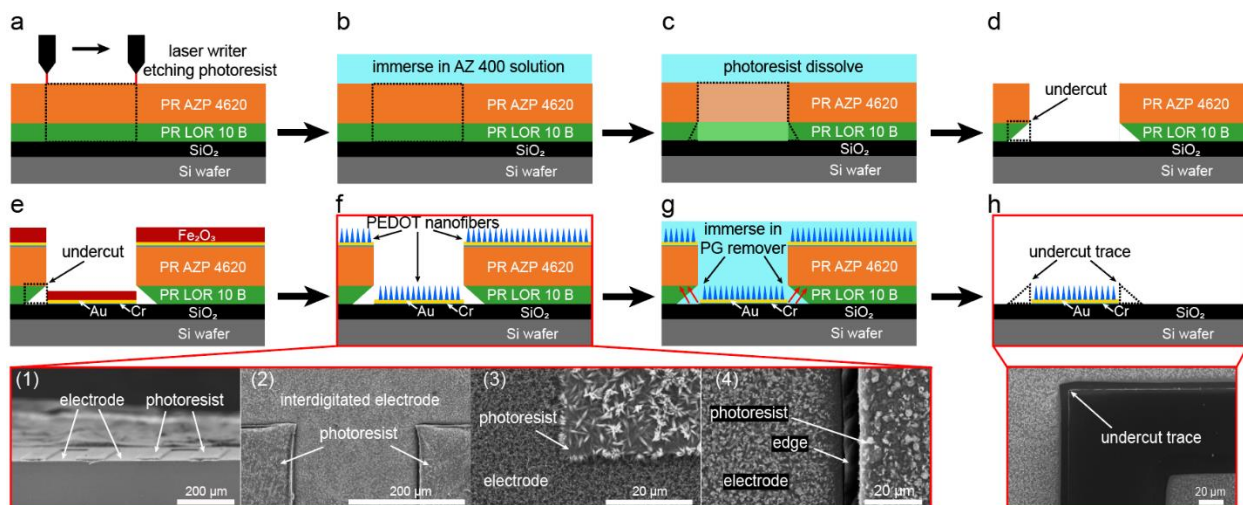 a
laser writer
etching photoresist
PR AZP 4620
PR LOR 10 B
SiO₂
Si wafer
b
immerse in AZ 400 solution
PR AZP 4620
PR LOR 10 B
SiO₂
Si wafer
c
photoresist dissolve
PR AZP 4620
PR LOR 10 B
SiO₂
Si wafer
d
undercut
PR AZP 4620
PR LOR 10 B
SiO₂
Si wafer
e
Fe₂O₃
undercut
PR AZP 4620
PR LOR 10 B
Au
Cr
SiO₂
Si wafer
f
PEDOT nanofibers
PR AZP 4620
PR LOR 10 B
Au
Cr
SiO₂
Si wafer
g
immerse in
PG remover
PR AZP 4620
PR LOR 10 B
Au
Cr
SiO₂
Si wafer
h
undercut trace
Au
Cr
SiO₂
Si wafer
(1)
electrode
photoresist
200 µm
(2)
interdigitated electrode
photoresist
200 µm
(3)
photoresist
electrode
20 µm
(4)
photoresist
edge
electrode
20 µm
undercut trace
20 µm